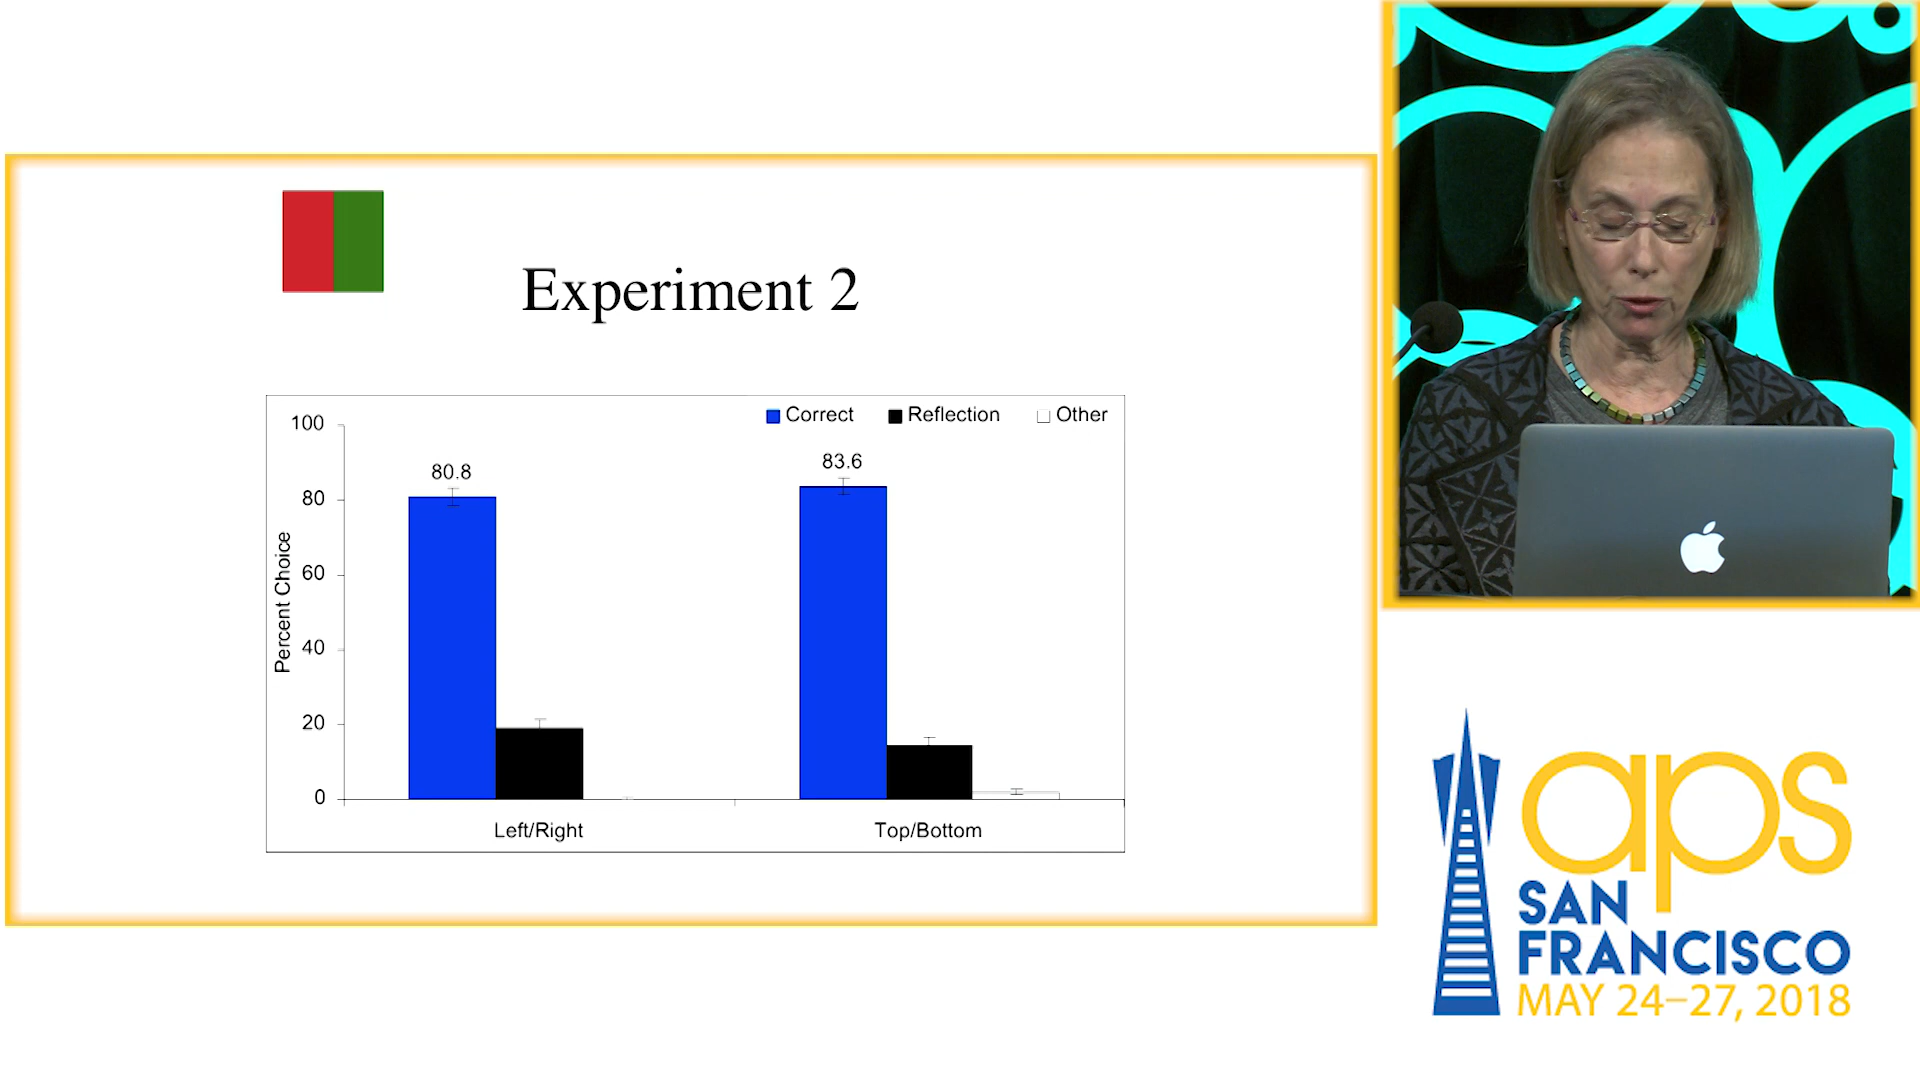 Experiment 2
Correct Reflection Other
100
80
60
40
20
0
Percent Choice
80.8
83.6
Left/Right
Top/Bottom
aps
SAN
FRANCISCO
MAY 24–27, 2018